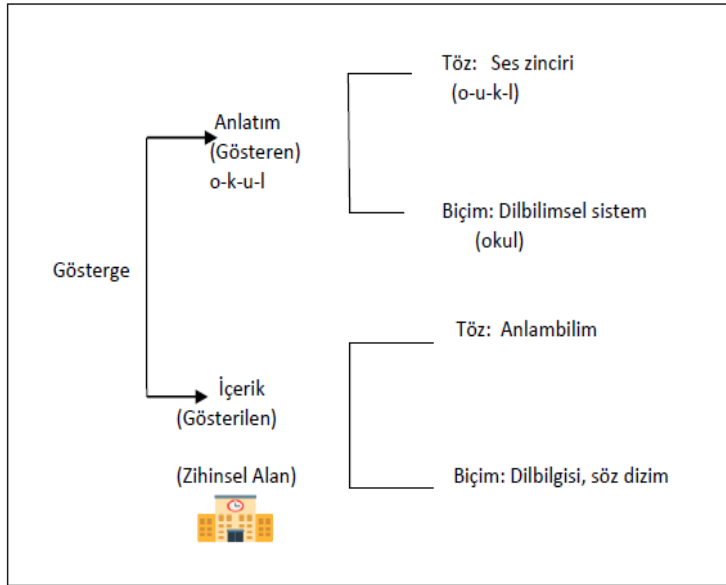 Töz: Ses zinciri
(o-u-k-l)
Anlatım
(Gösteren)
o-k-u-l
Biçim: Dilbilimsel sistem
(okul)
Gösterge
Töz: Anlambilim
İçerik
(Gösterilen)
(Zihinsel Alan)
Biçim: Dilbilgisi, söz dizim